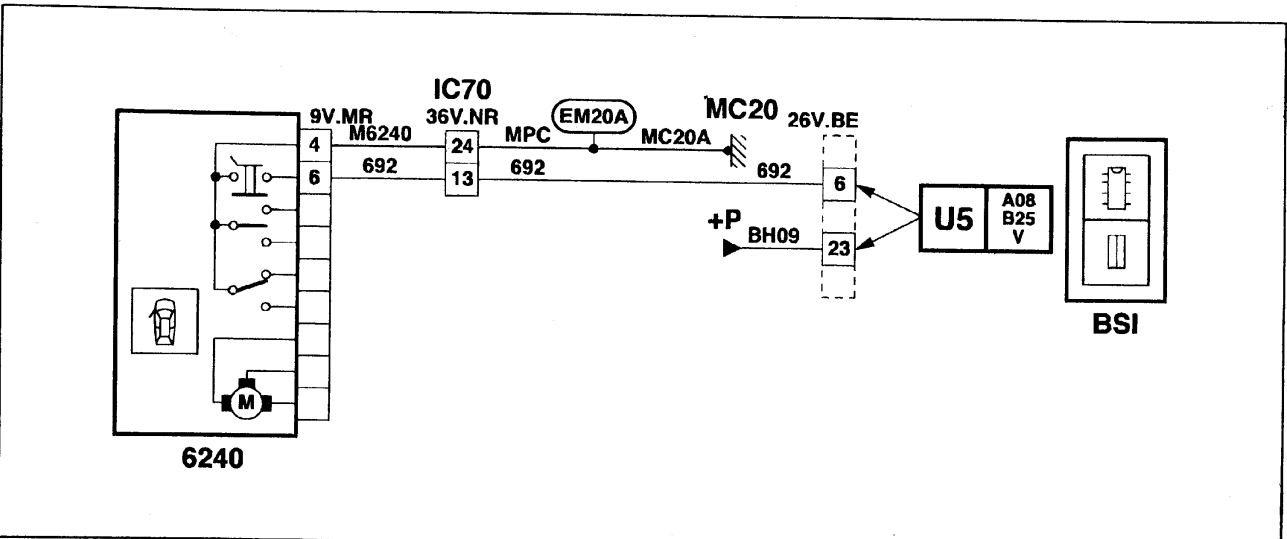 IC70
9V.MR
36V.NR
EM20A
MC20
26V.BE
4
M6240
24
MPC
MC20A
6
692
13
692
692
6
+P
BH09
23
U5
A08
B25
V
BSI
M
6240